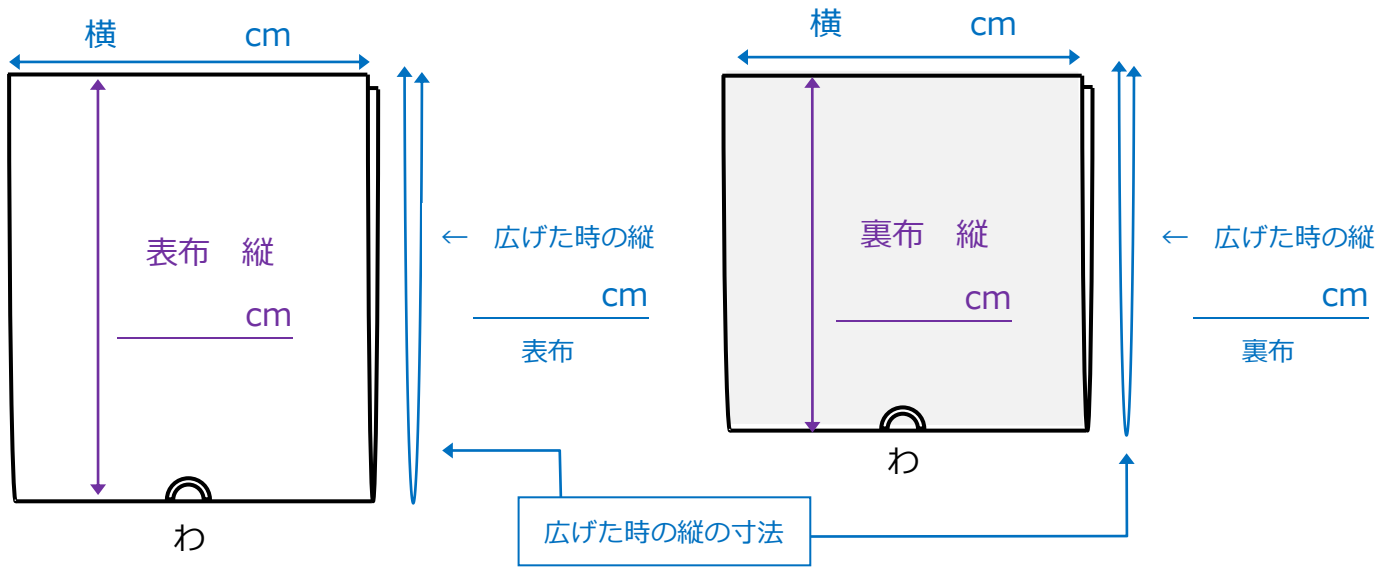 横 cm
表布 縦
cm
← 広げた時の縦
cm
表布
わ
横 cm
裏布 縦
cm
← 広げた時の縦
cm
裏布
わ
広げた時の縦の寸法